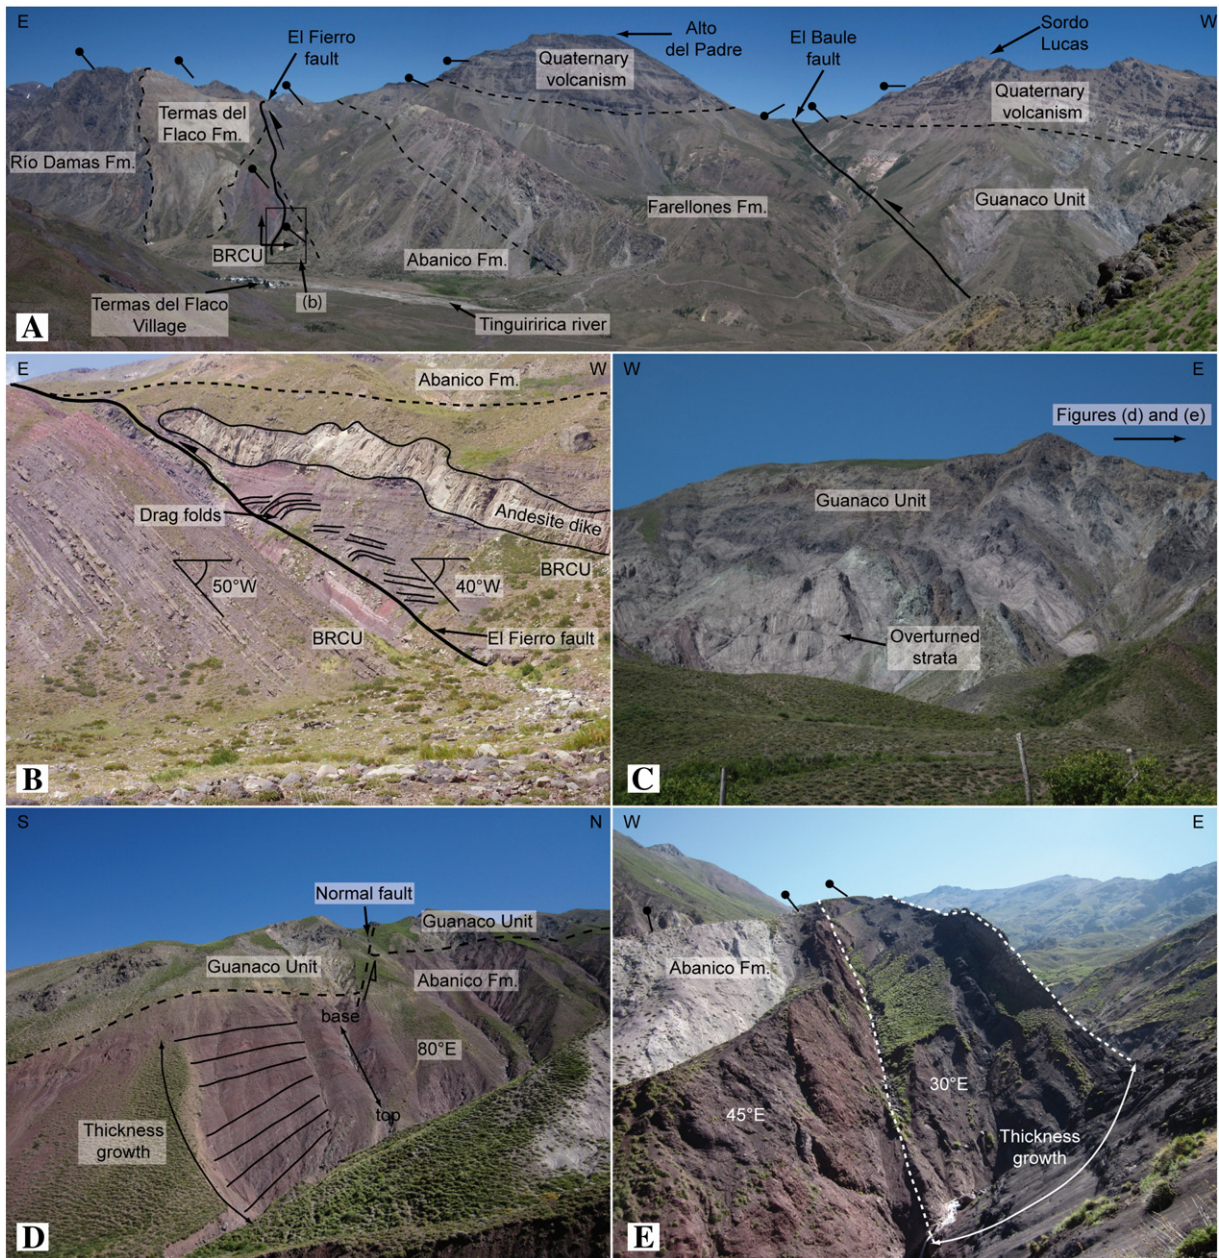 E
W
El Fierro
fault
Alto
del Padre
El Baule
fault
Sordo
Lucas
Quaternary
volcanism
Quaternary
volcanism
Termas del
Flaco Fm.
Río Damas Fm.
Farellones Fm.
Guanaco Unit
BRCU
Abanico Fm.
(b)
Termas del Flaco
Village
Tinguiririca river
A
E
W
Abanico Fm.
Drag folds
Andesite dike
50°W
40°W
BRCU
BRCU
El Fierro fault
B
W
E
Figures (d) and (e)
Guanaco Unit
Overturned
strata
C
S
N
Normal fault
Guanaco Unit
Guanaco Unit
Abanico Fm.
base
80°E
top
Thickness
growth
D
W
E
Abanico Fm.
45°E
30°E
Thickness
growth
E